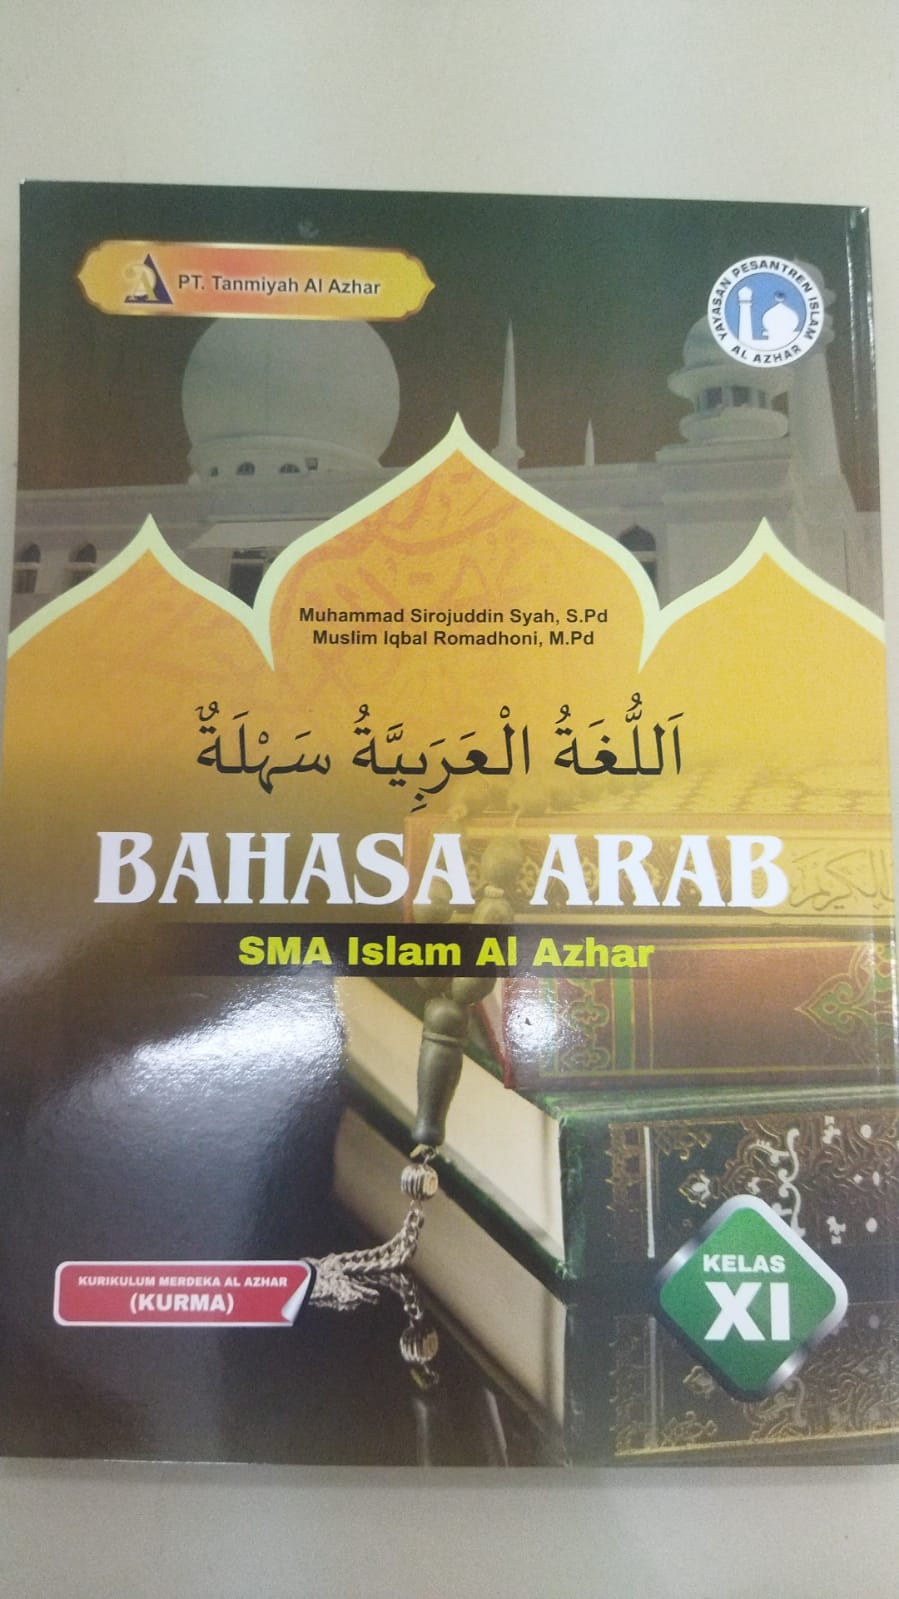 PT. Tanmiyah Al Azhar
YAYASAN PESANTREN ISLAM
AL AZHAR
Muhammad Sirojuddin Syah, S.Pd
Muslim Iqbal Romadhoni, M.Pd
اَللُّغَةُ الْعَرَبِيَّةُ سَهْلَةٌ
BAHASA ARAB
SMA Islam Al Azhar
KELAS
XI
KURIKULUM MERDEKA AL AZHAR
(KURMA)